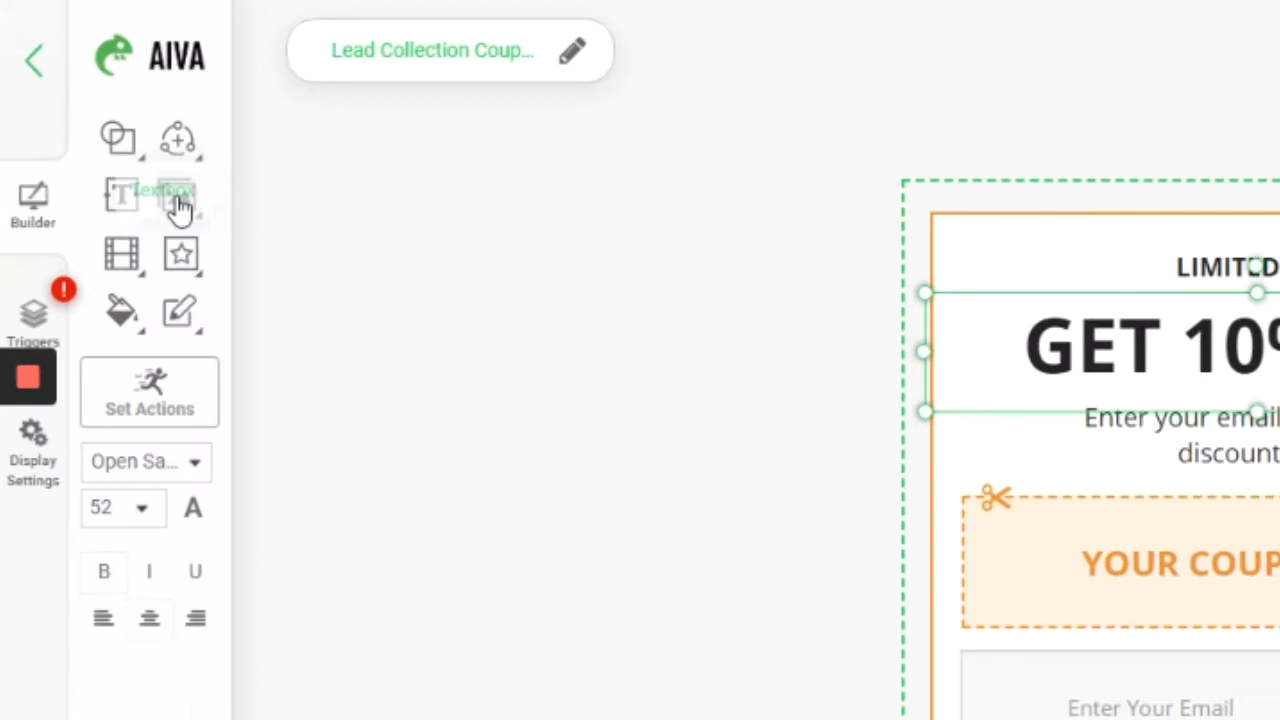 AIVA
Lead Collection Coup...
Textbox
Builder
Triggers
Set Actions
Display
Settings
Open Sa...
52
A
B I U
LIMITED
GET 10%
Enter your email
discount
YOUR COUP
Enter Your Email